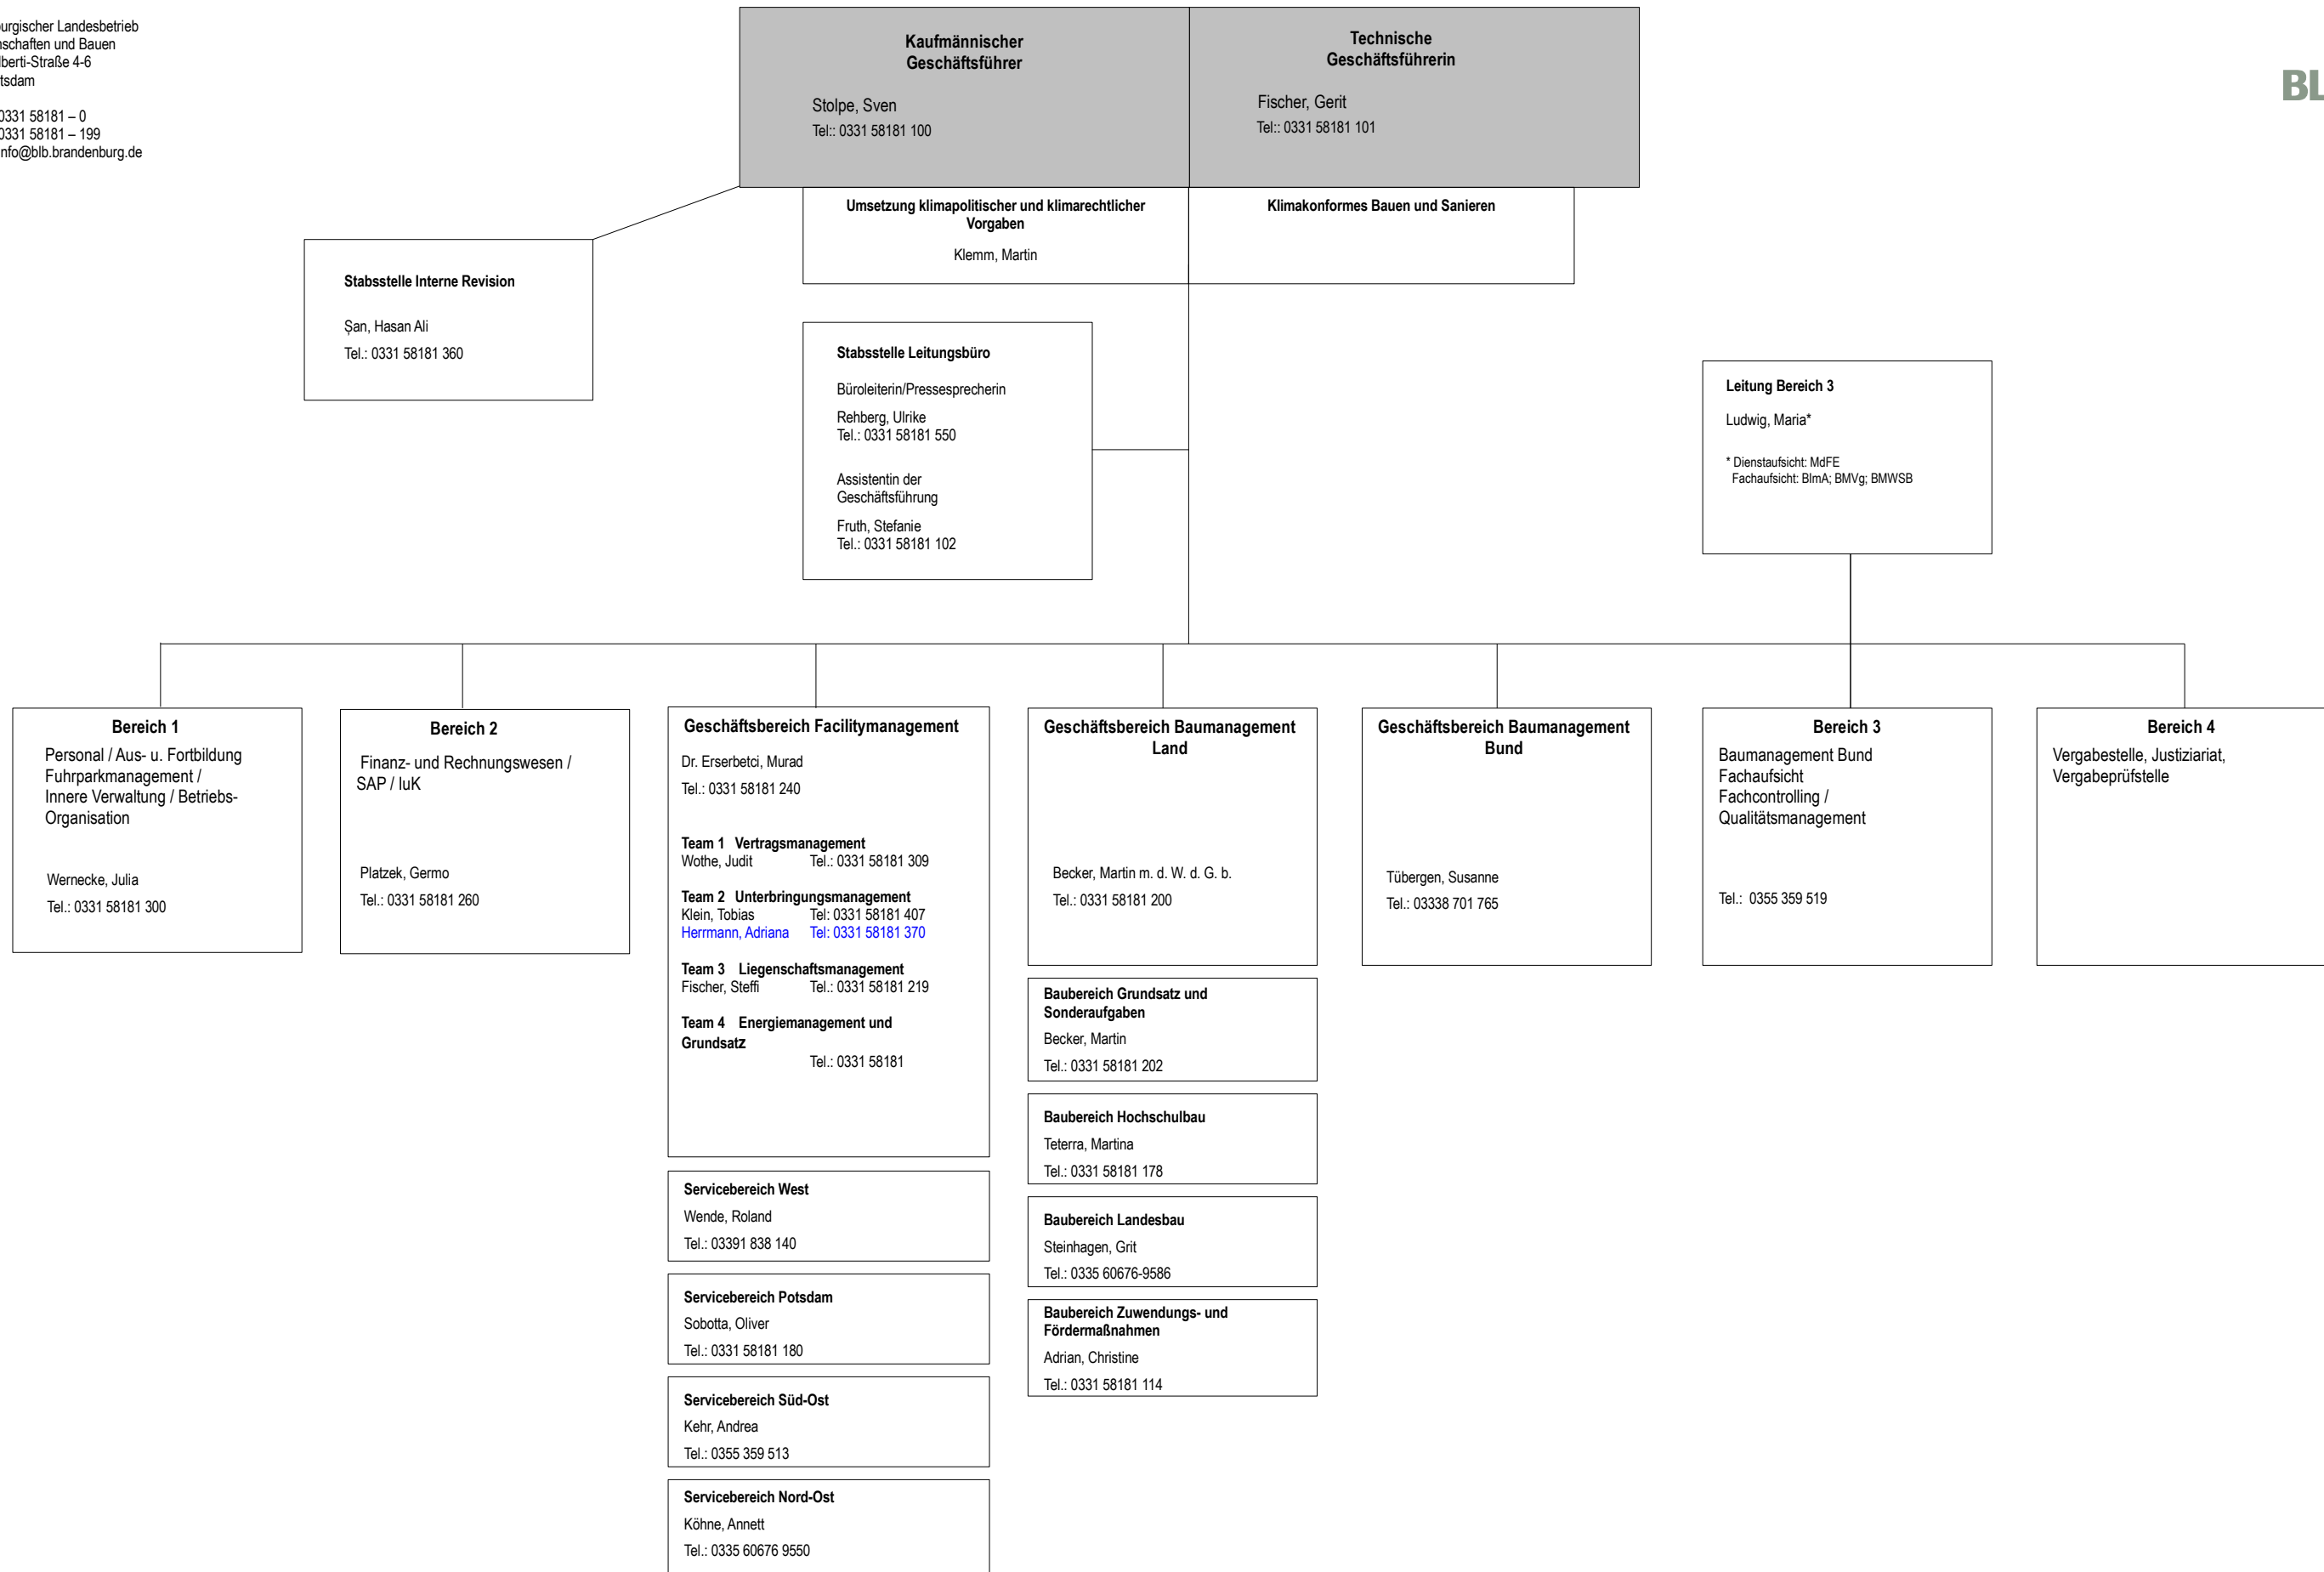 urgischer Landesbetrieb
schaften und Bauen
lberti-Straße 4-6
tsdam
0331 58181 – 0
0331 58181 – 199
nfo@blb.brandenburg.de
Kaufmännischer
Geschäftsführer
Stolpe, Sven
Tel:: 0331 58181 100
Technische
Geschäftsführerin
Fischer, Gerit
Tel:: 0331 58181 101
BL
Umsetzung klimapolitischer und klimarechtlicher
Vorgaben
Klemm, Martin
Klimakonformes Bauen und Sanieren
Stabsstelle Interne Revision
Șan, Hasan Ali
Tel.: 0331 58181 360
Stabsstelle Leitungsbüro
Büroleiterin/Pressesprecherin
Rehberg, Ulrike
Tel.: 0331 58181 550
Assistentin der
Geschäftsführung
Fruth, Stefanie
Tel.: 0331 58181 102
Leitung Bereich 3
Ludwig, Maria*
* Dienstaufsicht: MdFE
Fachaufsicht: BImA; BMVg; BMWSB
Bereich 1
Personal / Aus- u. Fortbildung
Fuhrparkmanagement /
Innere Verwaltung / Betriebs-
Organisation
Wernecke, Julia
Tel.: 0331 58181 300
Bereich 2
Finanz- und Rechnungswesen /
SAP / IuK
Platzek, Germo
Tel.: 0331 58181 260
Geschäftsbereich Facilitymanagement
Dr. Erserbetci, Murad
Tel.: 0331 58181 240
Team 1 Vertragsmanagement
Wothe, Judit Tel.: 0331 58181 309
Team 2 Unterbringungsmanagement
Klein, Tobias Tel: 0331 58181 407
Herrmann, Adriana Tel: 0331 58181 370
Team 3 Liegenschaftsmanagement
Fischer, Steffi Tel.: 0331 58181 219
Team 4 Energiemanagement und
Grundsatz
Tel.: 0331 58181
Servicebereich West
Wende, Roland
Tel.: 03391 838 140
Servicebereich Potsdam
Sobotta, Oliver
Tel.: 0331 58181 180
Servicebereich Süd-Ost
Kehr, Andrea
Tel.: 0355 359 513
Servicebereich Nord-Ost
Köhne, Annett
Tel.: 0335 60676 9550
Geschäftsbereich Baumanagement
Land
Becker, Martin m. d. W. d. G. b.
Tel.: 0331 58181 200
Baubereich Grundsatz und
Sonderaufgaben
Becker, Martin
Tel.: 0331 58181 202
Baubereich Hochschulbau
Teterra, Martina
Tel.: 0331 58181 178
Baubereich Landesbau
Steinhagen, Grit
Tel.: 0335 60676-9586
Baubereich Zuwendungs- und
Fördermaßnahmen
Adrian, Christine
Tel.: 0331 58181 114
Geschäftsbereich Baumanagement
Bund
Tübergen, Susanne
Tel.: 03338 701 765
Bereich 3
Baumanagement Bund
Fachaufsicht
Fachcontrolling /
Qualitätsmanagement
Tel.: 0355 359 519
Bereich 4
Vergabestelle, Justiziariat,
Vergabeprüfstelle